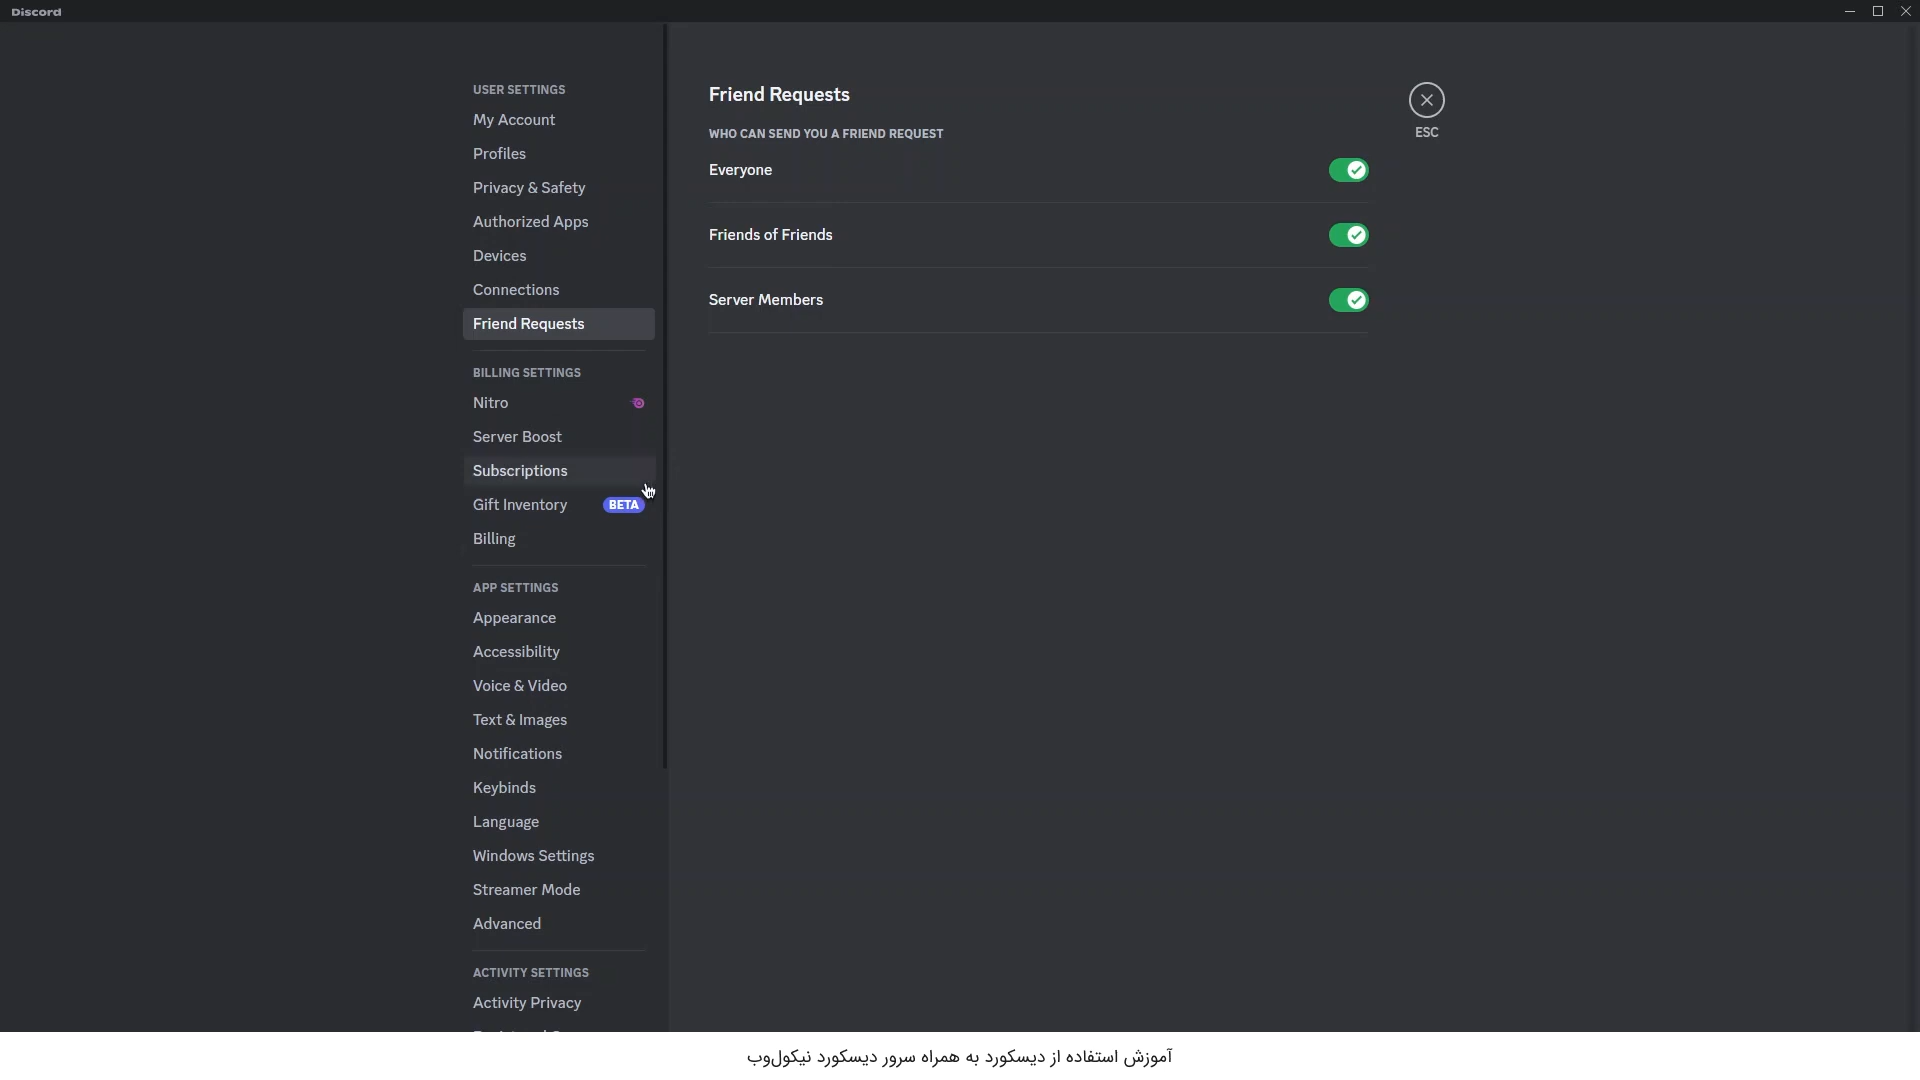 Discord
USER SETTINGS
My Account
Profiles
Privacy & Safety
Authorized Apps
Devices
Connections
Friend Requests
BILLING SETTINGS
Nitro
Server Boost
Subscriptions
Gift Inventory BETA
Billing
APP SETTINGS
Appearance
Accessibility
Voice & Video
Text & Images
Notifications
Keybinds
Language
Windows Settings
Streamer Mode
Advanced
ACTIVITY SETTINGS
Activity Privacy
Friend Requests
WHO CAN SEND YOU A FRIEND REQUEST
Everyone
Friends of Friends
Server Members
ESC
آموزش استفاده از دیسکورد به همراه سرور دیسکورد نیکول‌وب